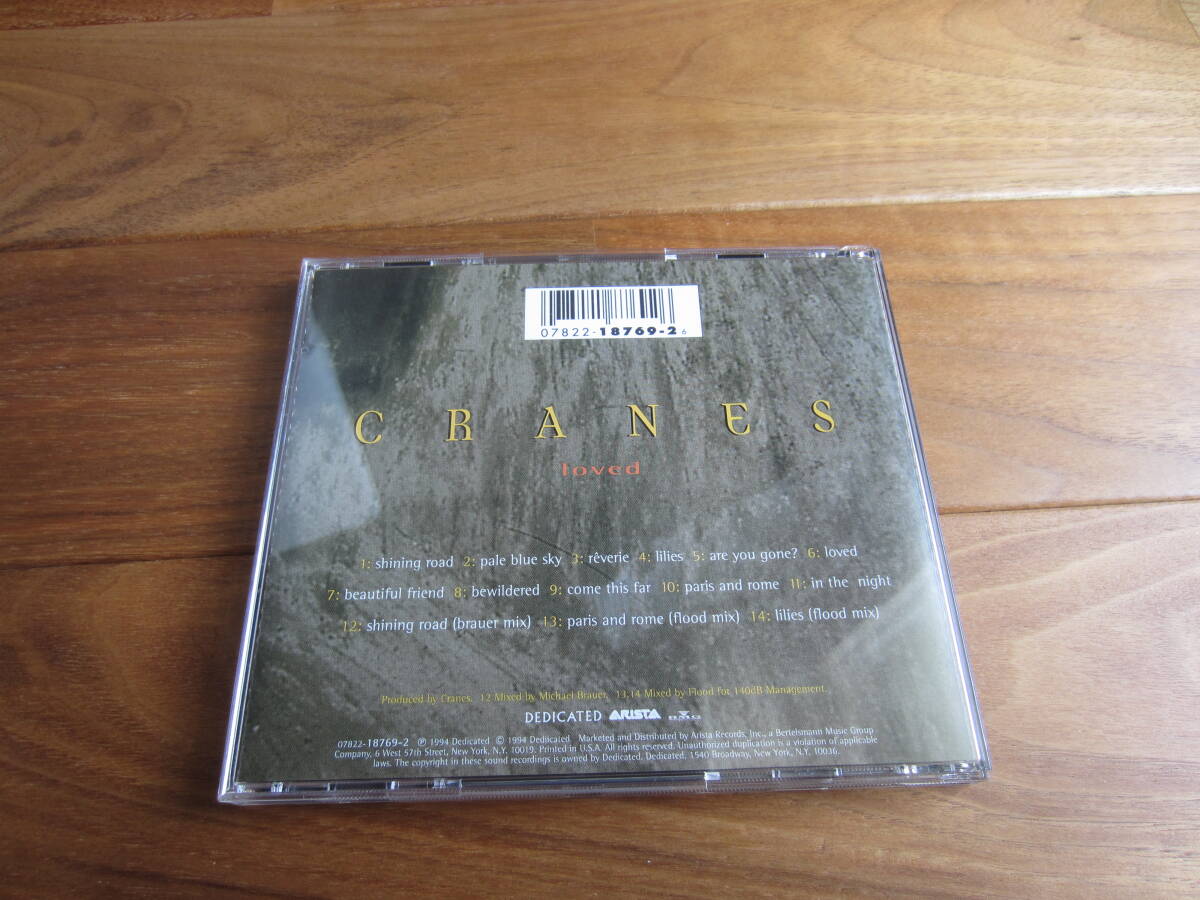 07822-18769-2 6
CRANES
loved
1: shining road 2: pale blue sky 3: rêverie 4: lilies 5: are you gone? 6: loved
7: beautiful friend 8: bewildered 9: come this far 10: paris and rome 11: in the night
12: shining road (brauer mix) 13: paris and rome (flood mix) 14: lilies (flood mix)
Produced by Cranes. 12 Mixed by Michael Brauer. 13,14 Mixed by Flood for 140dB Management.
DEDICATED ARISTA BMG
07822-18769-2 ℗ 1994 Dedicated © 1994 Dedicated. Marketed and Distributed by Arista Records, Inc., a Bertelsmann Music Group
Company, 6 West 57th Street, New York, N.Y. 10019. Printed in U.S.A. All rights reserved. Unauthorized duplication is a violation of applicable
laws. The copyright in these sound recordings is owned by Dedicated. Dedicated, 1540 Broadway, New York, N.Y. 10036.